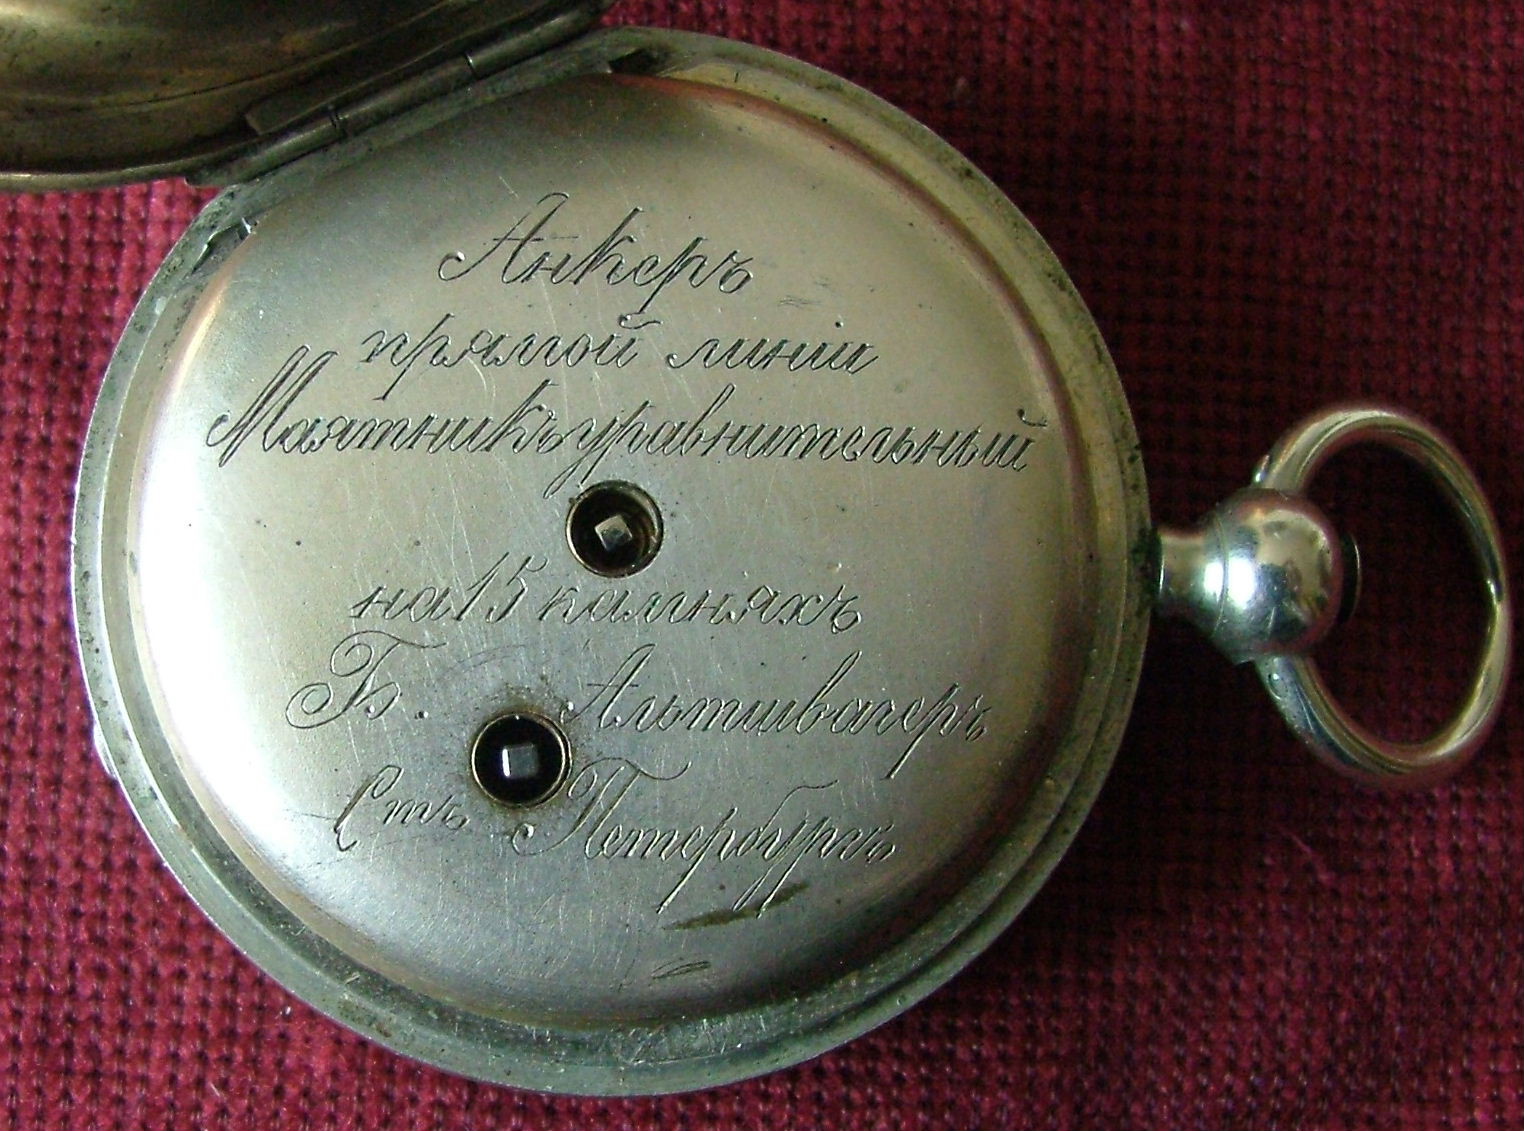 Анкеръ
прямой линіи
Маятникъ уравнительный
на 15 камняхъ
Б. Альтшвагеръ
Стъ Петербургъ